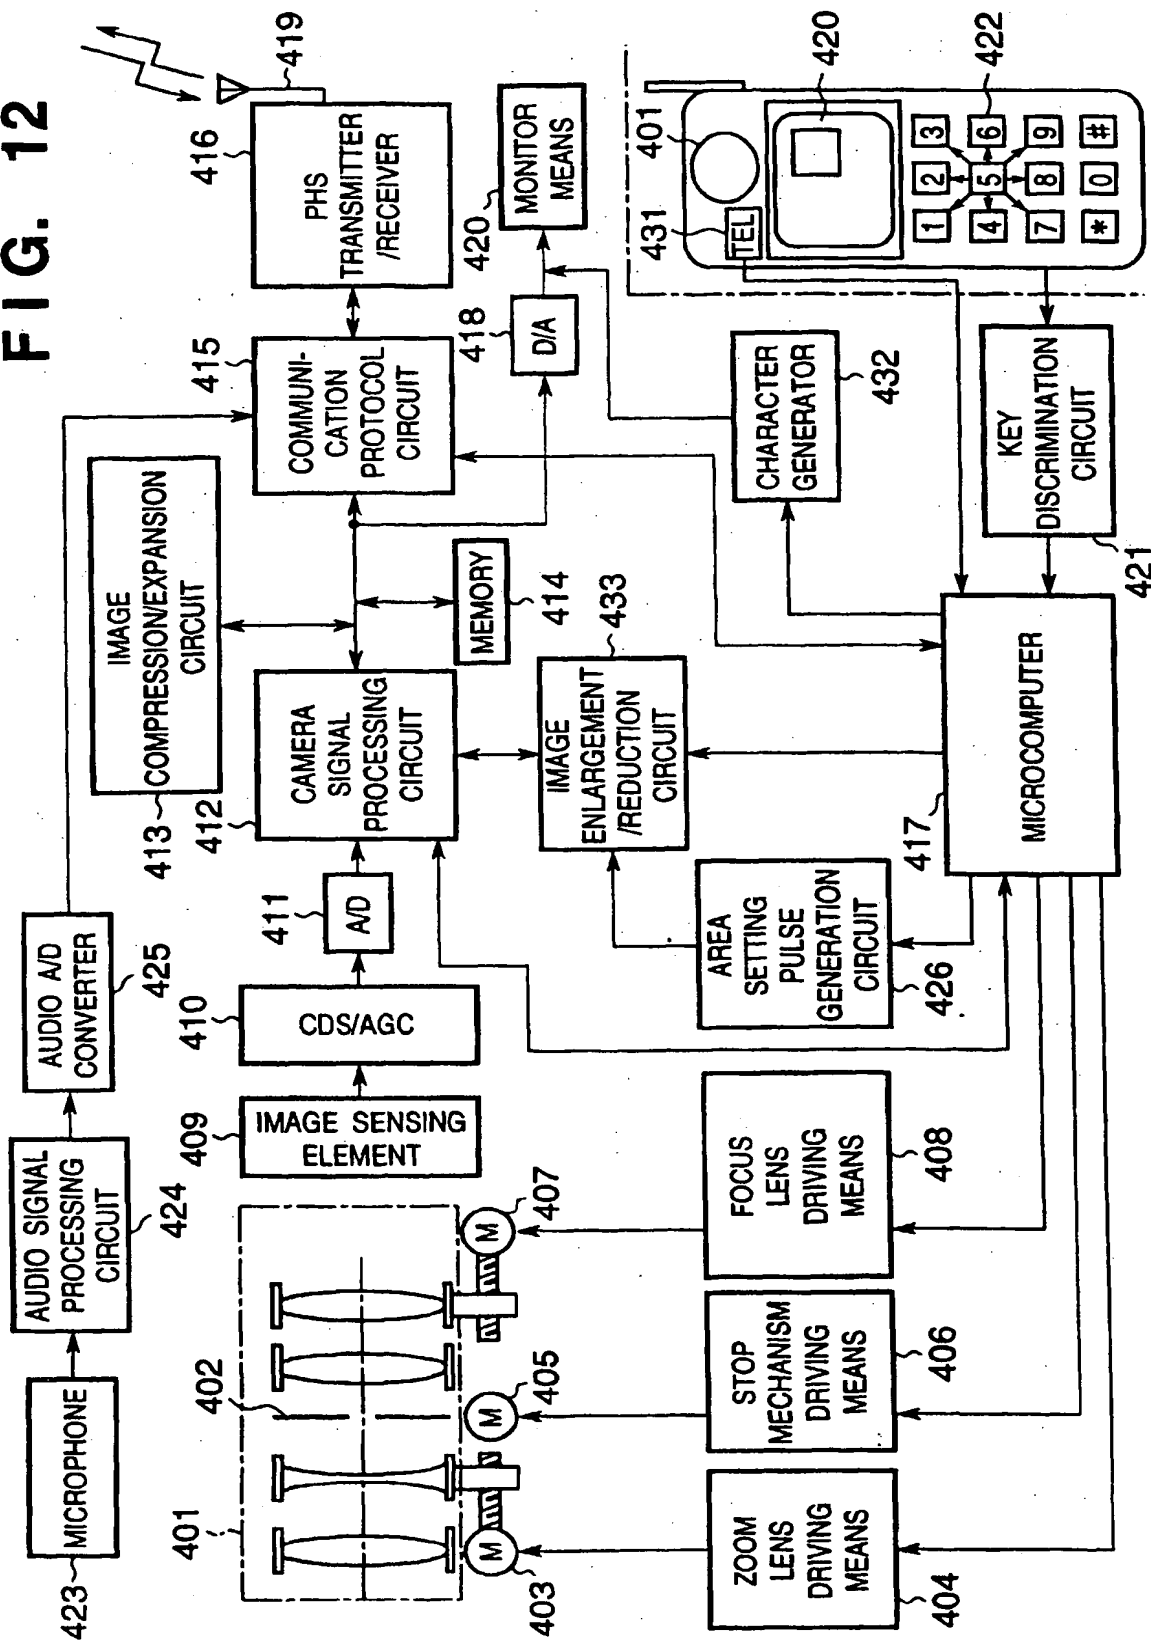 FIG. 12
423
MICROPHONE
AUDIO SIGNAL
PROCESSING
CIRCUIT
424
AUDIO A/D
CONVERTER
425
IMAGE
COMPRESSION/EXPANSION
CIRCUIT
413
401
402
403
M
405
M
407
M
409
IMAGE SENSING
ELEMENT
410
CDS/AGC
411
A/D
412
CAMERA
SIGNAL
PROCESSING
CIRCUIT
MEMORY
414
415
COMMUNI-
CATION
PROTOCOL
CIRCUIT
416
PHS
TRANSMITTER
/RECEIVER
419
418
D/A
420
MONITOR
MEANS
433
IMAGE
ENLARGEMENT
/REDUCTION
CIRCUIT
AREA
SETTING
PULSE
GENERATION
CIRCUIT
426
CHARACTER
GENERATOR
432
ZOOM
LENS
DRIVING
MEANS
404
STOP
MECHANISM
DRIVING
MEANS
406
FOCUS
LENS
DRIVING
MEANS
408
417
MICROCOMPUTER
KEY
DISCRIMINATION
CIRCUIT
421
431
TEL
401
420
422
1 2 3
4 5 6
7 8 9
* 0 #